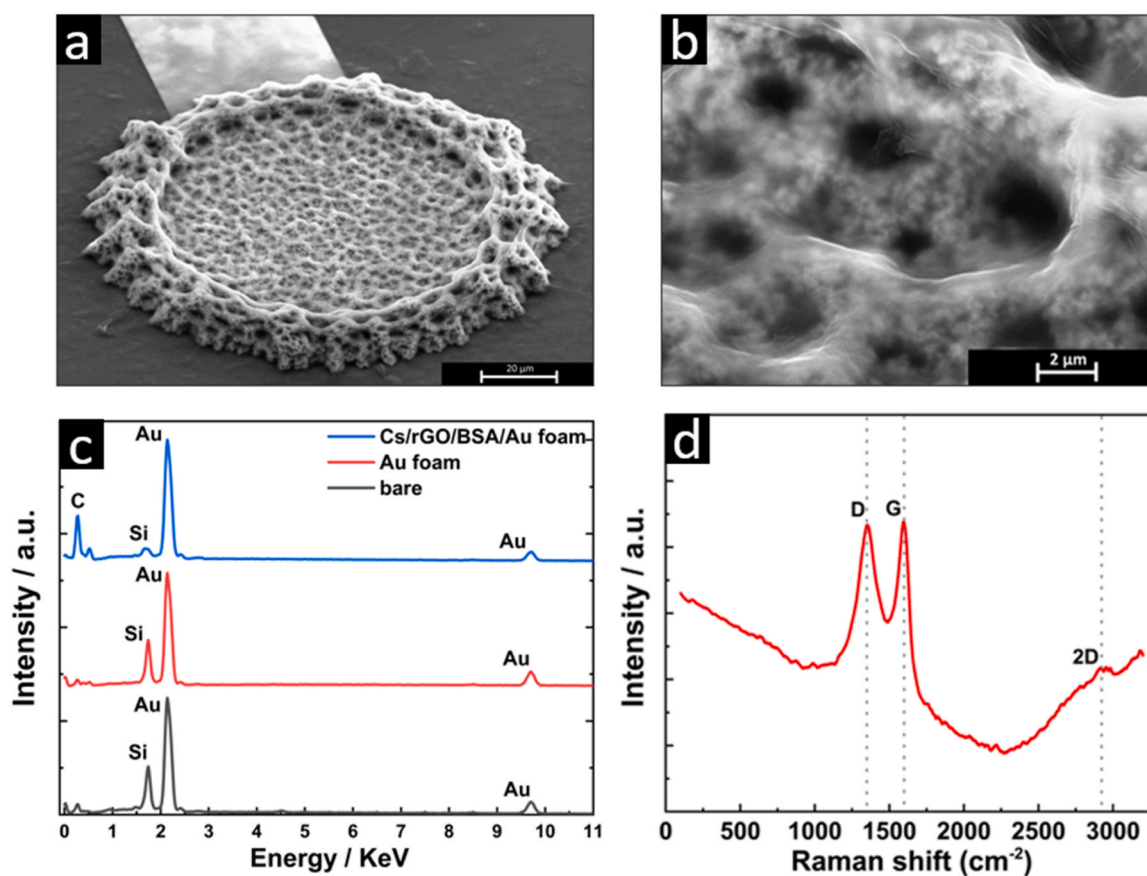 a
20 µm
b
2 µm
c
Cs/rGO/BSA/Au foam
Au foam
bare
Au
C
Si
Au
Au
Si
Au
Au
Si
Au
0 1 2 3 4 5 6 7 8 9 10 11
Energy / KeV
Intensity / a.u.
d
D G
2D
0 500 1000 1500 2000 2500 3000
Raman shift (cm⁻²)
Intensity / a.u.